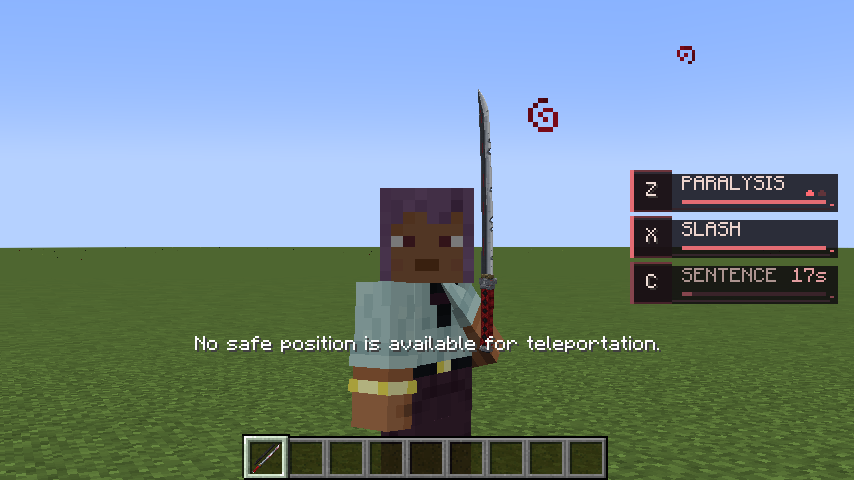 Z PARALYSIS
X SLASH
C SENTENCE 17s
No safe position is available for teleportation.